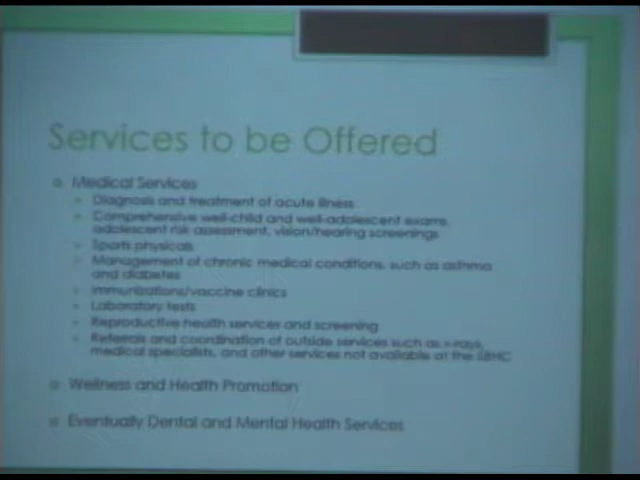 Services to be Offered
Medical Services
Diagnosis and treatment of acute illness
Comprehensive well-child and well-adolescent exams,
adolescent risk assessment, vision/hearing screenings
Sports physicals
Management of chronic medical conditions, such as asthma
and diabetes
Immunizations/vaccine clinics
Laboratory tests
Reproductive health services and screening
Referrals and coordination of outside services such as x-rays,
medical specialists, and other services not available at the SBHC
Wellness and Health Promotion
Eventually Dental and Mental Health Services